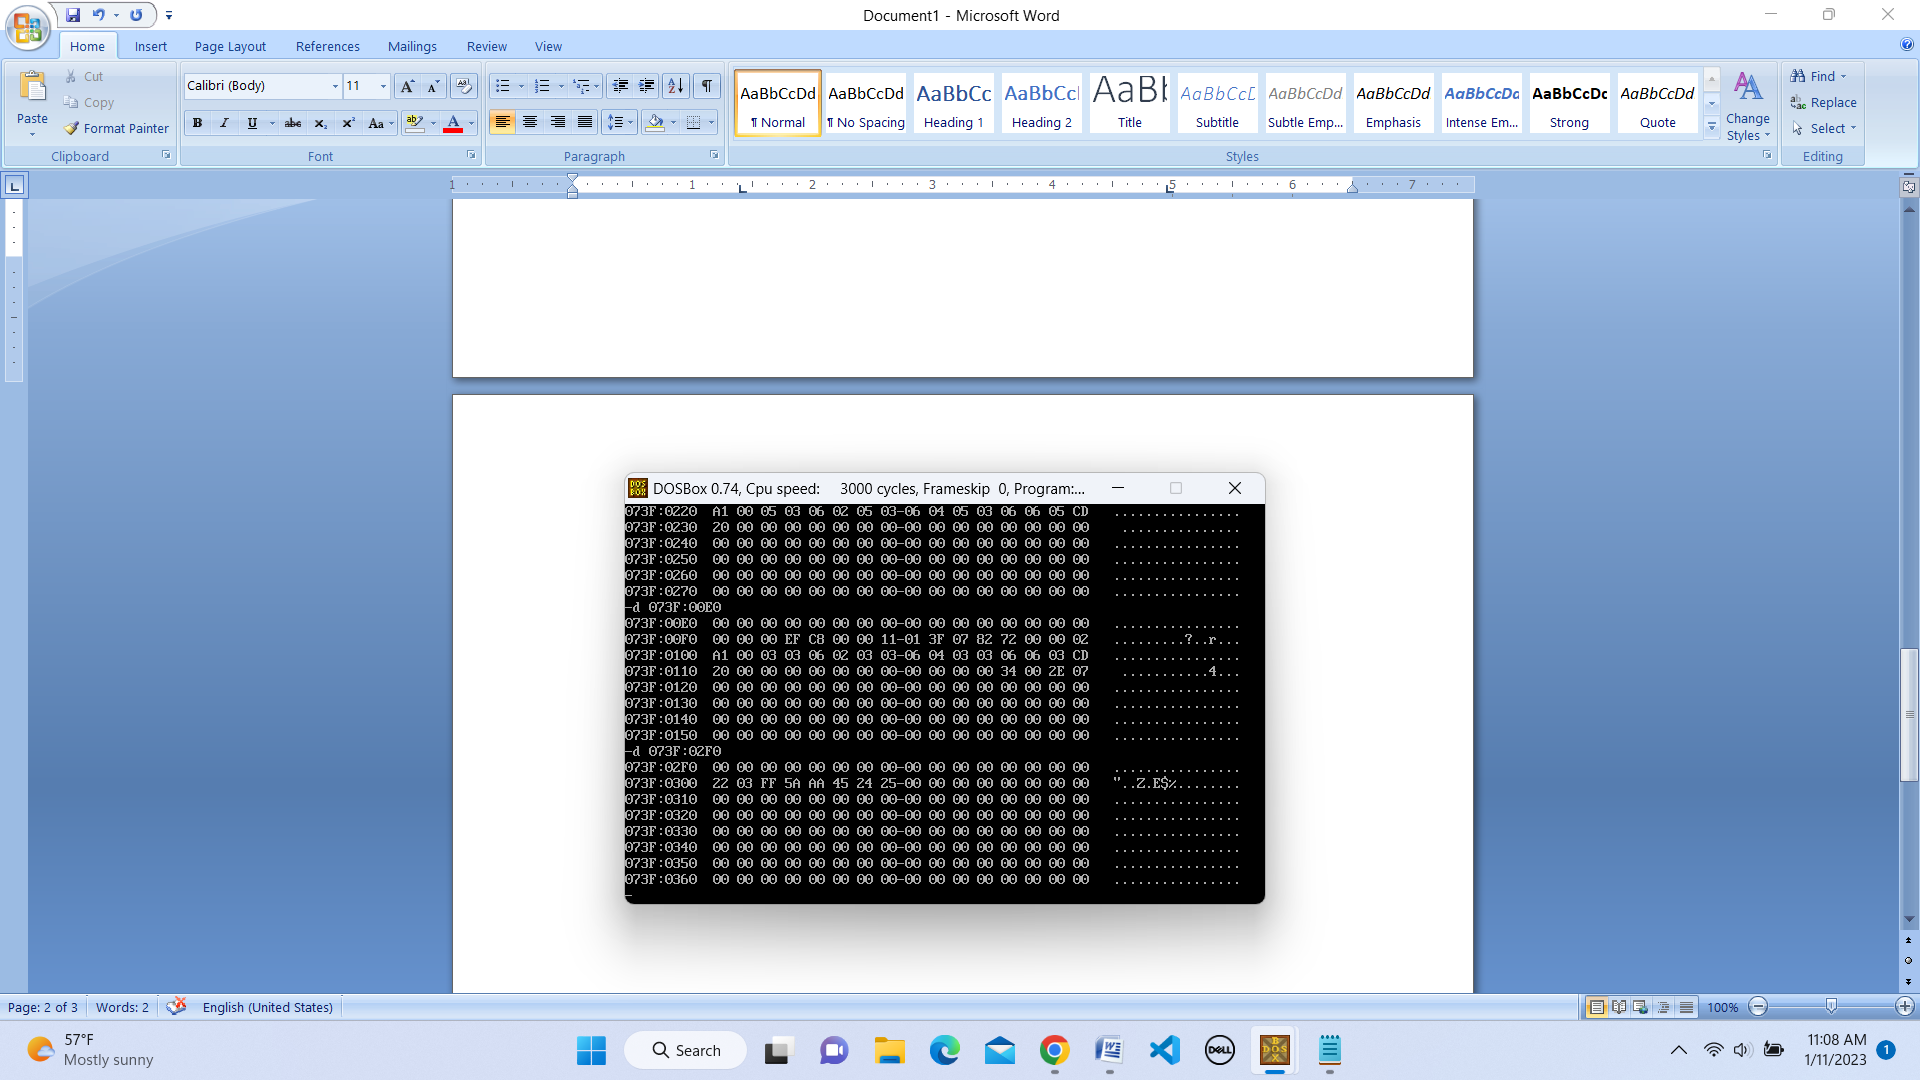 Document1 - Microsoft Word
Home Insert Page Layout References Mailings Review View
Paste
Cut
Copy
Format Painter
Clipboard
Calibri (Body) 11
B I U abc x₂ x² Aa
Font
Paragraph
AaBbCcDd AaBbCcDd AaBbCc AaBbCc AaB AaBbCcD AaBbCcDd AaBbCcDd AaBbCcDd AaBbCcDd AaBbCcDd
¶ Normal ¶ No Spacing Heading 1 Heading 2 Title Subtitle Subtle Emp... Emphasis Intense Em... Strong Quote
Change Styles
Styles
Find
Replace
Select
Editing
1 1 2 3 4 5 6 7
DOSBox 0.74, Cpu speed: 3000 cycles, Frameskip 0, Program:...
073F:0220 A1 00 05 03 06 02 05 03-06 04 05 03 06 06 05 CD ................
073F:0230 20 00 00 00 00 00 00 00-00 00 00 00 00 00 00 00 ...............
073F:0240 00 00 00 00 00 00 00 00-00 00 00 00 00 00 00 00 ................
073F:0250 00 00 00 00 00 00 00 00-00 00 00 00 00 00 00 00 ................
073F:0260 00 00 00 00 00 00 00 00-00 00 00 00 00 00 00 00 ................
073F:0270 00 00 00 00 00 00 00 00-00 00 00 00 00 00 00 00 ................
-d 073F:00E0
073F:00E0 00 00 00 00 00 00 00 00-00 00 00 00 00 00 00 00 ................
073F:00F0 00 00 00 EF C8 00 00 11-01 3F 07 82 72 00 00 02 .........?..r...
073F:0100 A1 00 03 03 06 02 03 03-06 04 03 03 06 06 03 CD ................
073F:0110 20 00 00 00 00 00 00 00-00 00 00 00 34 00 2E 07 ...........4...
073F:0120 00 00 00 00 00 00 00 00-00 00 00 00 00 00 00 00 ................
073F:0130 00 00 00 00 00 00 00 00-00 00 00 00 00 00 00 00 ................
073F:0140 00 00 00 00 00 00 00 00-00 00 00 00 00 00 00 00 ................
073F:0150 00 00 00 00 00 00 00 00-00 00 00 00 00 00 00 00 ................
-d 073F:02F0
073F:02F0 00 00 00 00 00 00 00 00-00 00 00 00 00 00 00 00 ................
073F:0300 22 03 FF 5A AA 45 24 25-00 00 00 00 00 00 00 00 "..Z.E$%........
073F:0310 00 00 00 00 00 00 00 00-00 00 00 00 00 00 00 00 ................
073F:0320 00 00 00 00 00 00 00 00-00 00 00 00 00 00 00 00 ................
073F:0330 00 00 00 00 00 00 00 00-00 00 00 00 00 00 00 00 ................
073F:0340 00 00 00 00 00 00 00 00-00 00 00 00 00 00 00 00 ................
073F:0350 00 00 00 00 00 00 00 00-00 00 00 00 00 00 00 00 ................
073F:0360 00 00 00 00 00 00 00 00-00 00 00 00 00 00 00 00 ................
-
Page: 2 of 3 Words: 2 English (United States) 100%
57°F
Mostly sunny
Search
DELL
DOS BOX
11:08 AM
1/11/2023
1